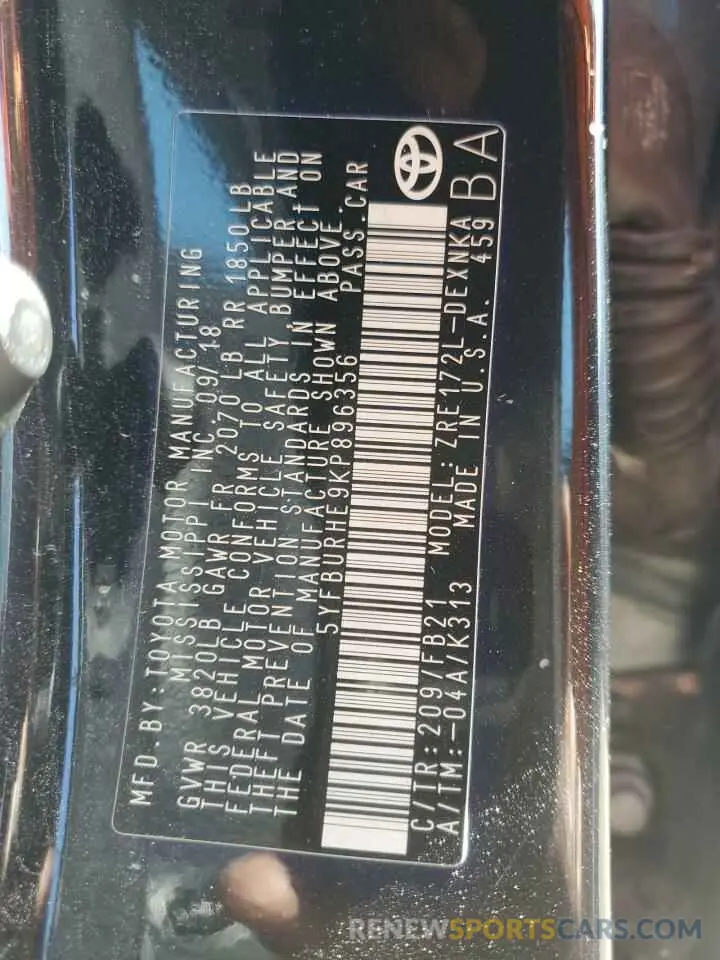 MFD.BY:TOYOTA MOTOR MANUFACTURING
MISSISSIPPI INC.09/18
GVWR 3820LB GAWR FR 2070 LB RR 1850 LB
THIS VEHICLE CONFORMS TO ALL APPLICABLE
FEDERAL MOTOR VEHICLE SAFETY, BUMPER AND
THEFT PREVENTION STANDARDS IN EFFECT ON
THE DATE OF MANUFACTURE SHOWN ABOVE.
5YFBURHE9KP896356 PASS.CAR
C/TR:209/FB21 MODEL:ZRE172L-DEXNKA
A/TM:-04A/K313 MADE IN U.S.A. 459
BA
RENEWSPORTSCARS.COM